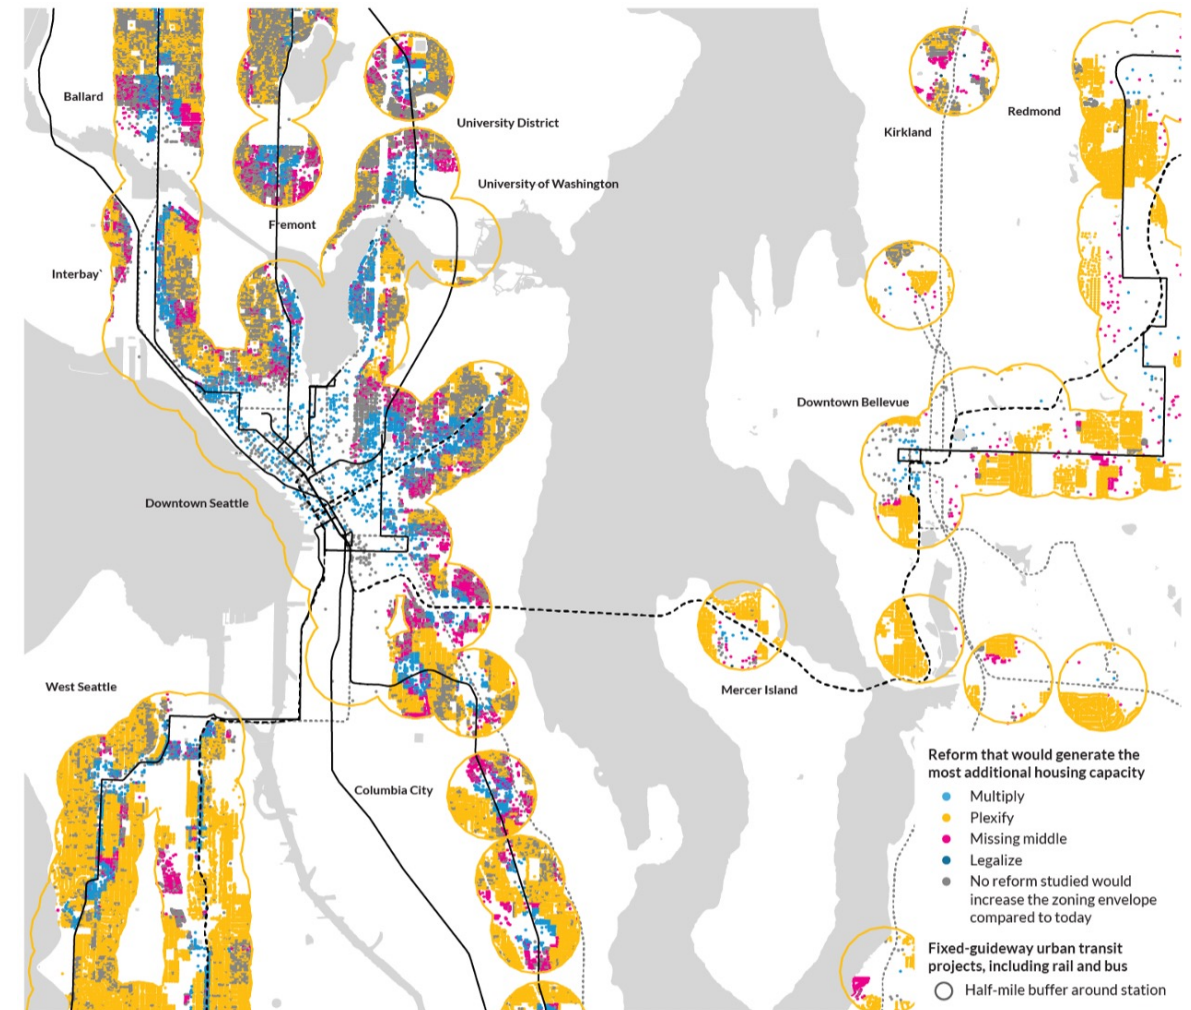 Ballard
University District
Kirkland
Redmond
University of Washington
Fremont
Interbay`
Downtown Bellevue
Downtown Seattle
West Seattle
Mercer Island
Columbia City
Reform that would generate the
most additional housing capacity
Multiply
Plexify
Missing middle
Legalize
No reform studied would
increase the zoning envelope
compared to today
Fixed-guideway urban transit
projects, including rail and bus
Half-mile buffer around station